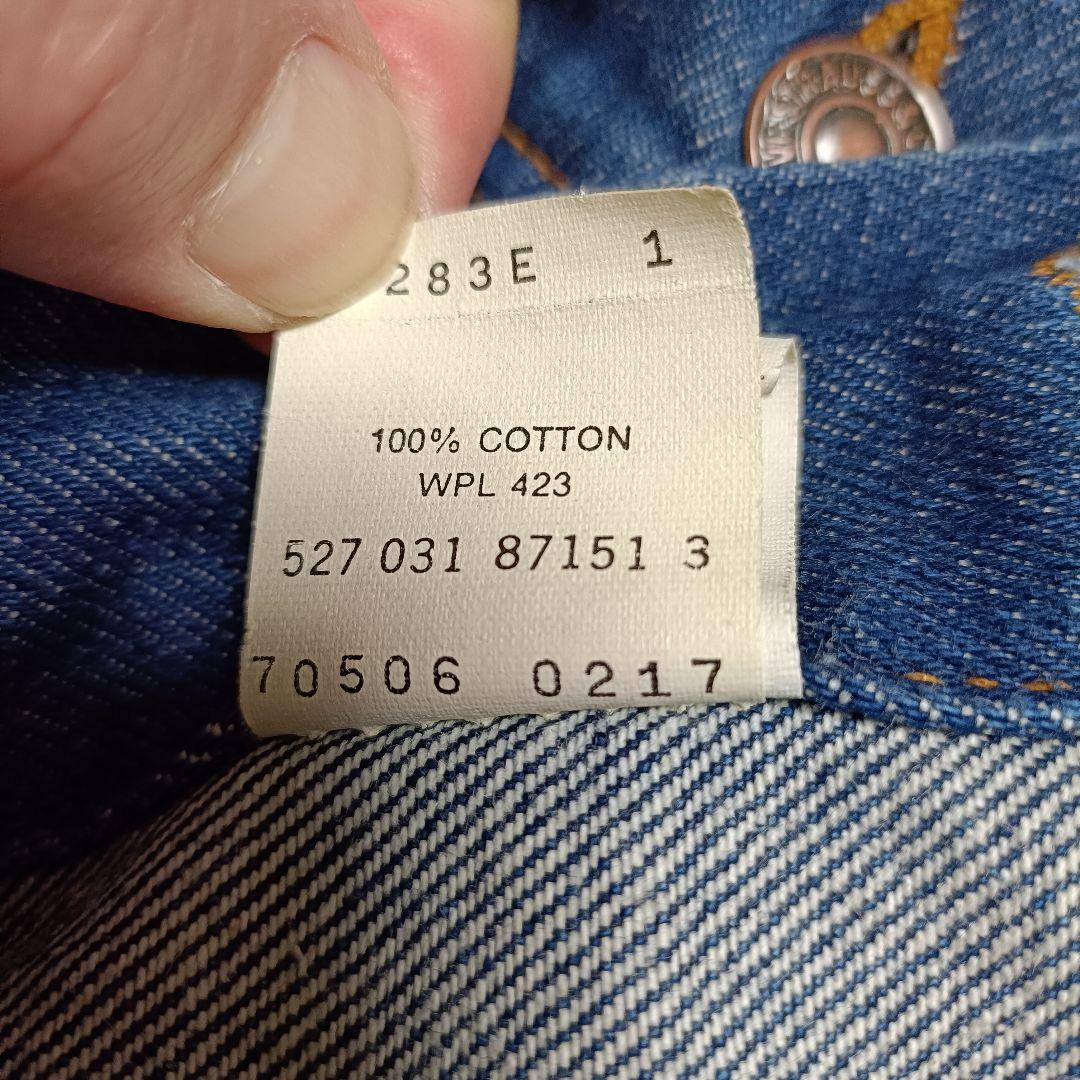 283E 1
100% COTTON
WPL 423
527 031 87151 3
70506 0217